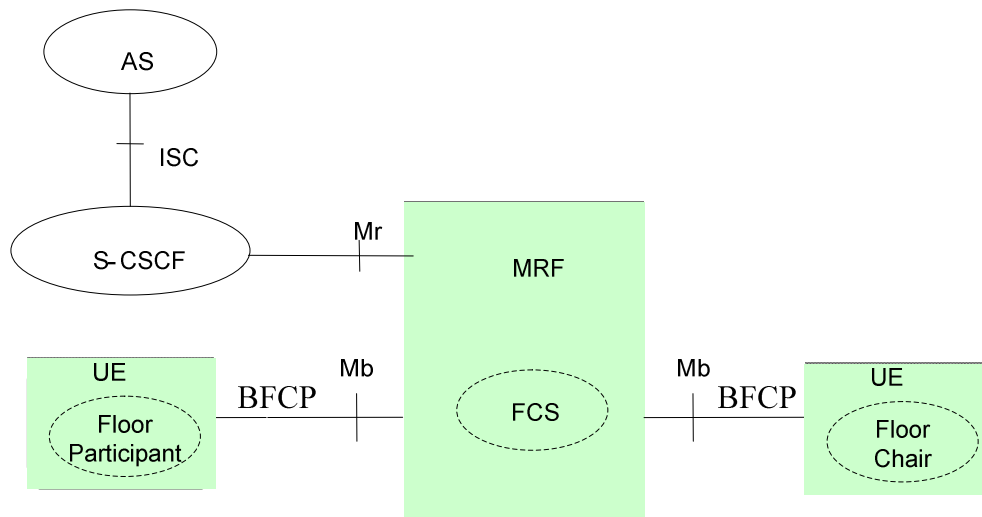 AS
ISC
S-CSCF
Mr
MRF
UE
Floor
Participant
BFCP
Mb
FCS
Mb
BFCP
UE
Floor
Chair